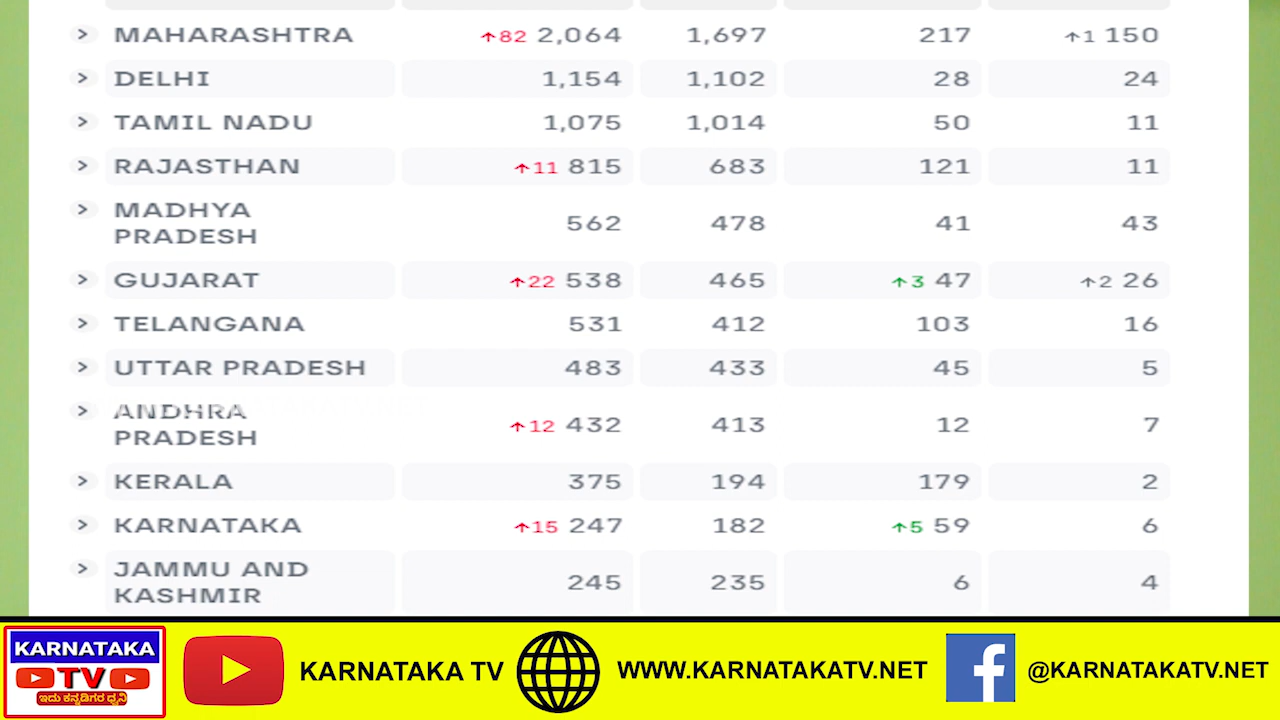 MAHARASHTRA ↑82 2,064 1,697 217 ↑1 150
DELHI 1,154 1,102 28 24
TAMIL NADU 1,075 1,014 50 11
RAJASTHAN ↑11 815 683 121 11
MADHYA
PRADESH 562 478 41 43
GUJARAT ↑22 538 465 ↑3 47 ↑2 26
TELANGANA 531 412 103 16
UTTAR PRADESH 483 433 45 5
ANDHRA
PRADESH ↑12 432 413 12 7
KERALA 375 194 179 2
KARNATAKA ↑15 247 182 ↑5 59 6
JAMMU AND
KASHMIR 245 235 6 4
KARNATAKA
TV
ಇದು ಕನ್ನಡಿಗರ ಧ್ವನಿ
KARNATAKA TV WWW.KARNATAKATV.NET @KARNATAKATV.NET